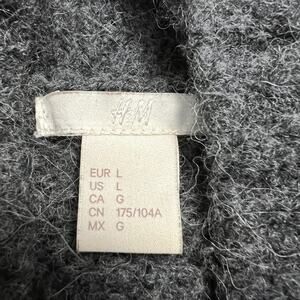 H&M
EUR L
US L
CA G
CN 175/104A
MX G